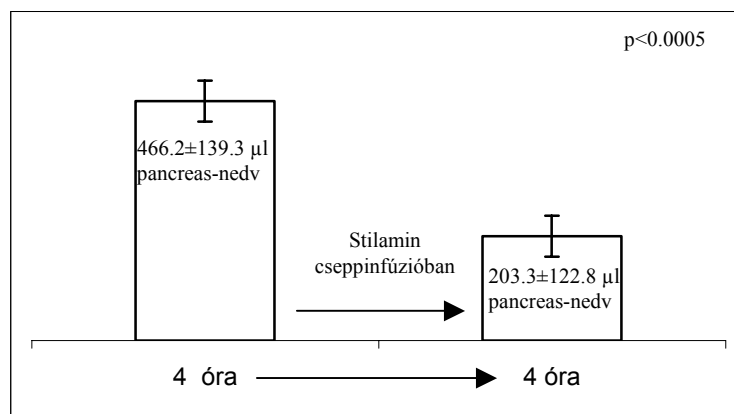 p<0.0005
466.2±139.3 µl
pancreas-nedv
Stilamin
cseppinfúzióban
203.3±122.8 µl
pancreas-nedv
4 óra
4 óra